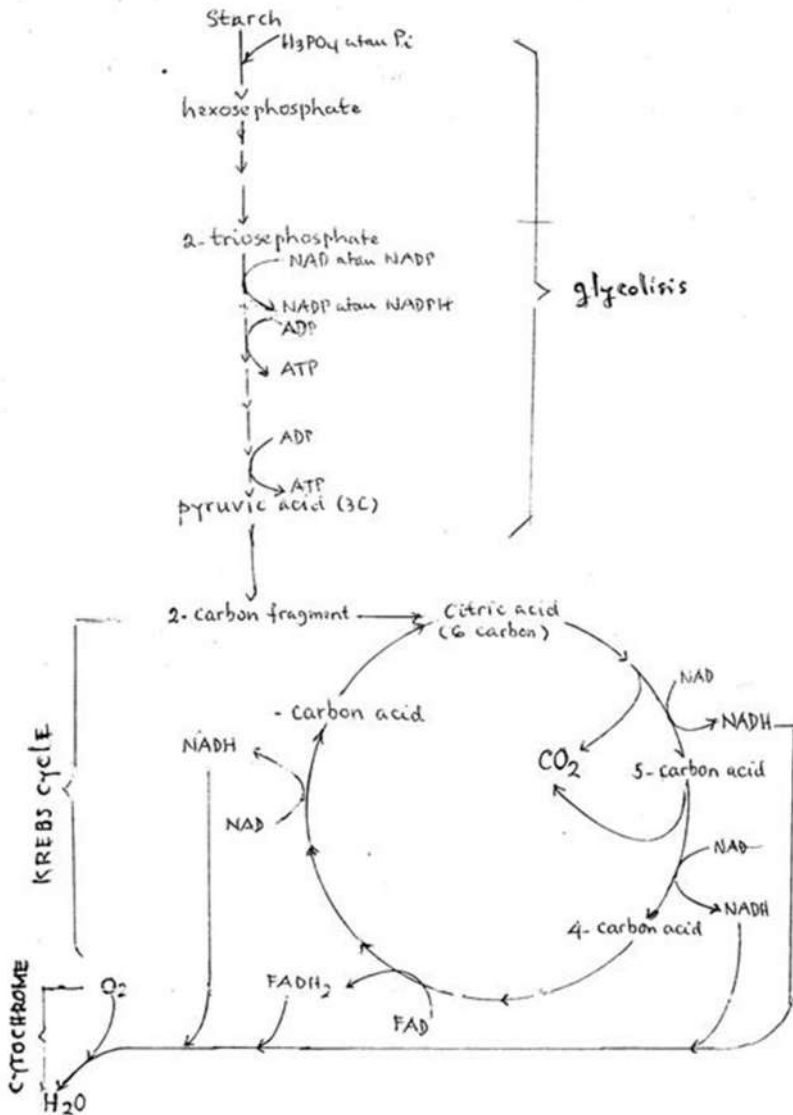 Starch
H3PO4 atau Pi
hexosephosphate
2-triosephosphate
NAD atau NADP
NADP atau NADPH
ADP
ATP
ADP
ATP
pyruvic acid (3C)
glycolisis
2-carbon fragment
Citric acid
(6 carbon)
NAD
NADH
CO2
5-carbon acid
NAD
NADH
4-carbon acid
FAD
FADH2
NAD
NADH
-carbon acid
KREBS cycle
CYTOCHROME
O2
H2O